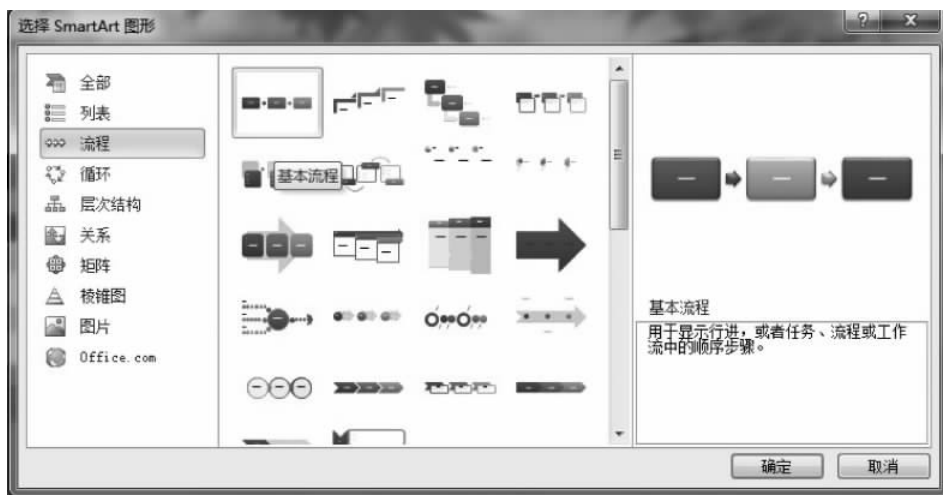 选择 SmartArt 图形
全部
列表
流程
循环
层次结构
关系
矩阵
棱锥图
图片
Office.com
基本流程
基本流程
用于显示行进，或者任务、流程或工作
流中的顺序步骤。
确定
取消